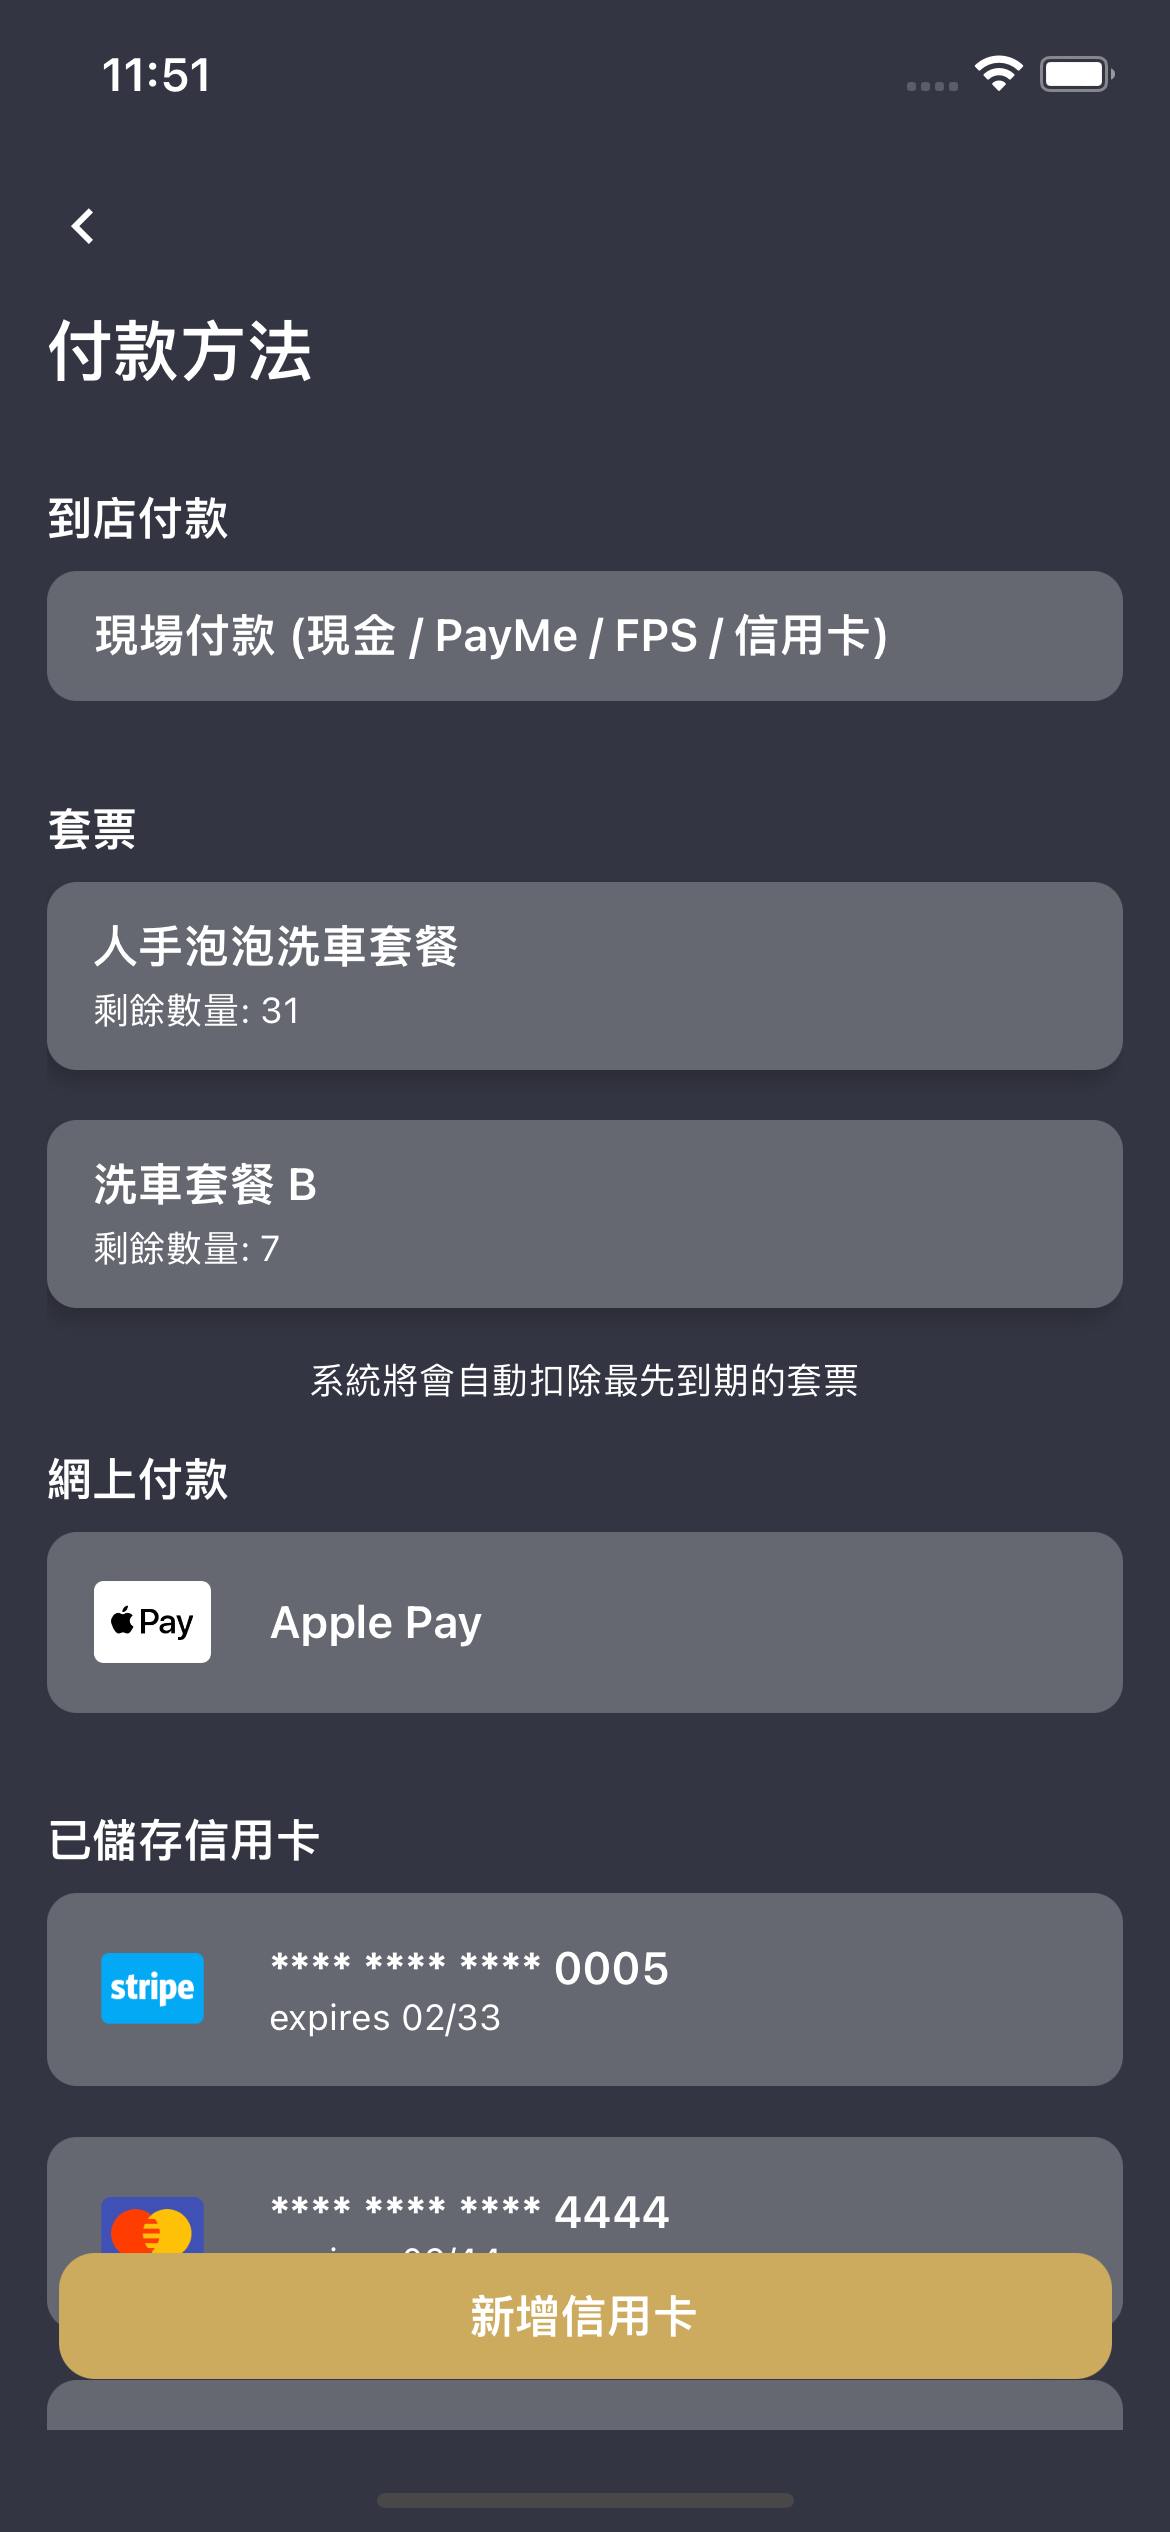 11:51
付款方法
到店付款
現場付款 (現金 / PayMe / FPS / 信用卡)
套票
人手泡泡洗車套餐
剩餘數量: 31
洗車套餐 B
剩餘數量: 7
系統將會自動扣除最先到期的套票
網上付款
Pay Apple Pay
已儲存信用卡
stripe **** **** **** 0005
expires 02/33
**** **** **** 4444
新增信用卡